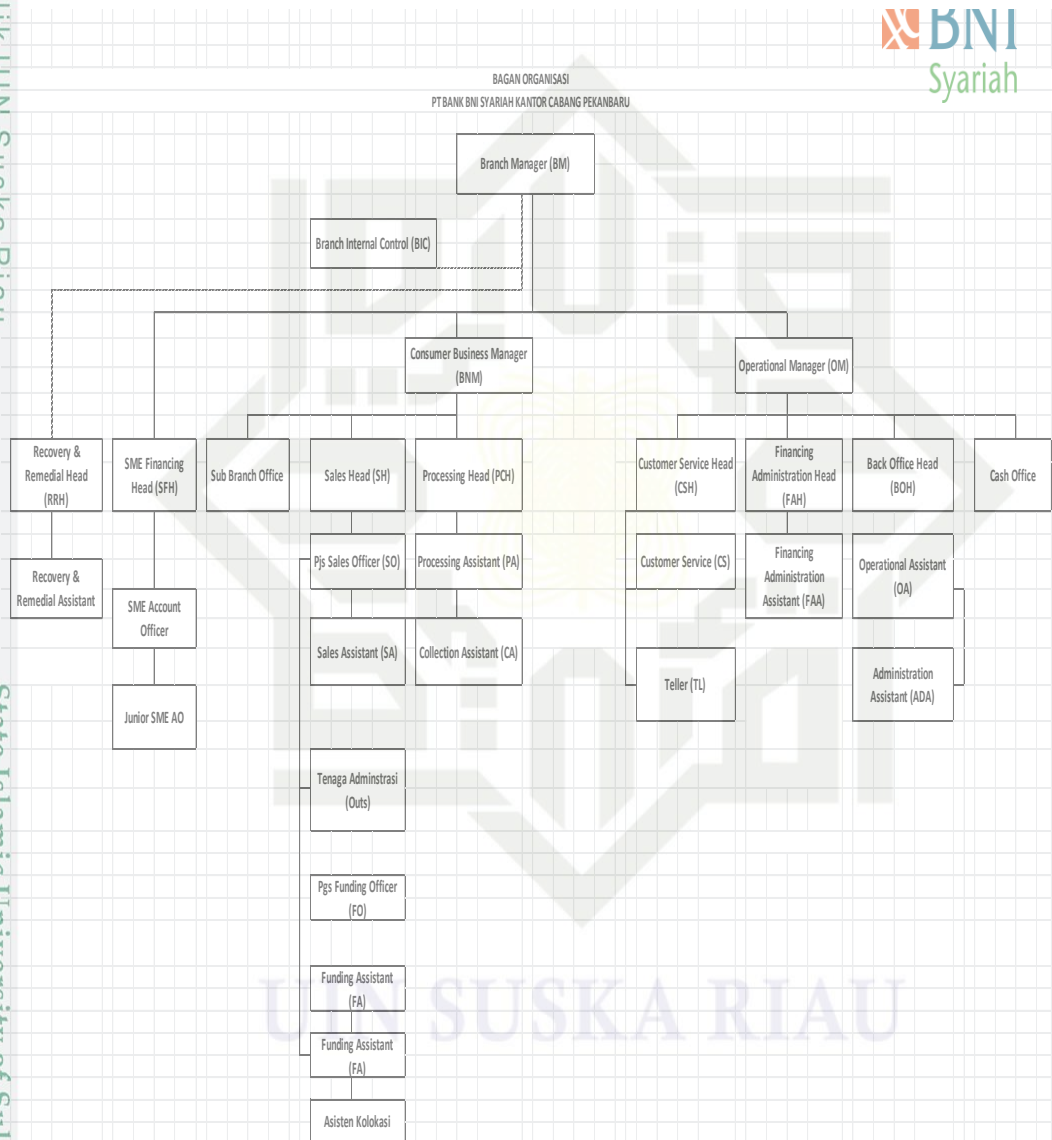 BNI
Syariah
BAGAN ORGANISASI
PT BANK BNI SYARIAH KANTOR CABANG PEKANBARU
Branch Manager (BM)
Branch Internal Control (BIC)
Consumer Business Manager
(BNM)
Operational Manager (OM)
Recovery &
Remedial Head
(RRH)
SME Financing
Head (SFH)
Sub Branch Office
Sales Head (SH)
Processing Head (PCH)
Customer Service Head
(CSH)
Financing
Administration Head
(FAH)
Back Office Head
(BOH)
Cash Office
Recovery &
Remedial Assistant
SME Account
Officer
Pjs Sales Officer (SO)
Processing Assistant (PA)
Customer Service (CS)
Financing
Administration
Assistant (FAA)
Operational Assistant
(OA)
Sales Assistant (SA)
Collection Assistant (CA)
Teller (TL)
Administration
Assistant (ADA)
Junior SME AO
Tenaga Adminstrasi
(Outs)
Pgs Funding Officer
(FO)
Funding Assistant
(FA)
Funding Assistant
(FA)
Asisten Kolokasi
UIN SUSKA RIAU